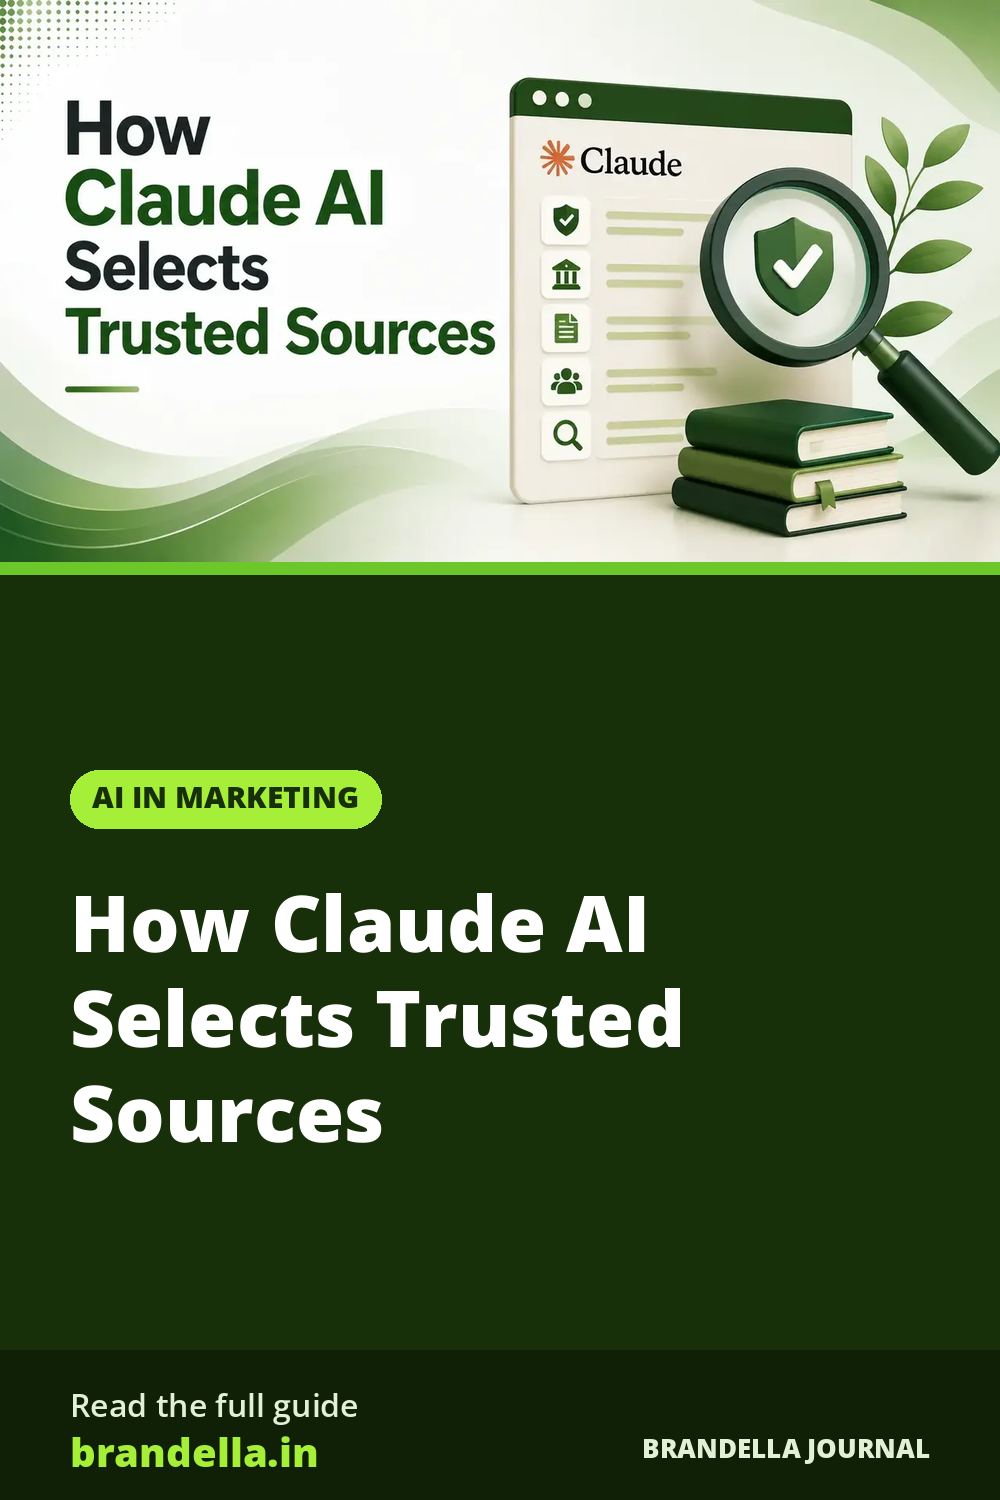 How
Claude AI
Selects
Trusted Sources
Claude
AI IN MARKETING
How Claude AI
Selects Trusted
Sources
Read the full guide
brandella.in
BRANDELLA JOURNAL